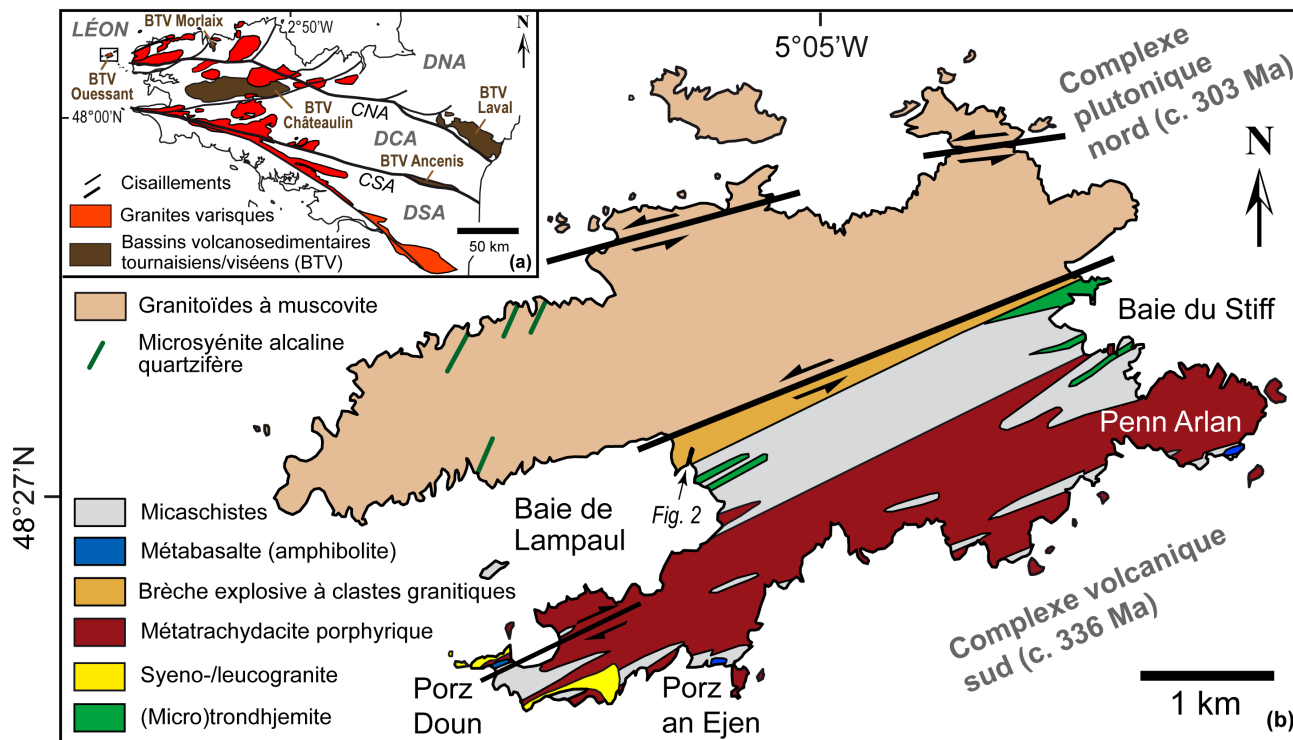 BTV Morlaix
2°50'W
N
LÉON
DNA
BTV
Ouessant
BTV
Laval
BTV
Châteaulin
CNA
48°00'N
DCA
BTV Ancenis
CSA
DSA
Cisaillements
Granites varisques
Bassins volcanosedimentaires
tournaisiens/viséens (BTV)
50 km
(a)
5°05'W
Complexe
plutonique
nord (c. 303 Ma)
N
Granitoïdes à muscovite
Microsyénite alcaline
quartzifère
Baie du Stiff
Penn Arlan
48°27'N
Fig. 2
Baie de
Lampaul
Micaschistes
Métabasalte (amphibolite)
Brèche explosive à clastes granitiques
Métatrachydacite porphyrique
Syeno-/leucogranite
(Micro)trondhjemite
Porz
Doun
Porz
an Ejen
Complexe volcanique
sud (c. 336 Ma)
1 km
(b)